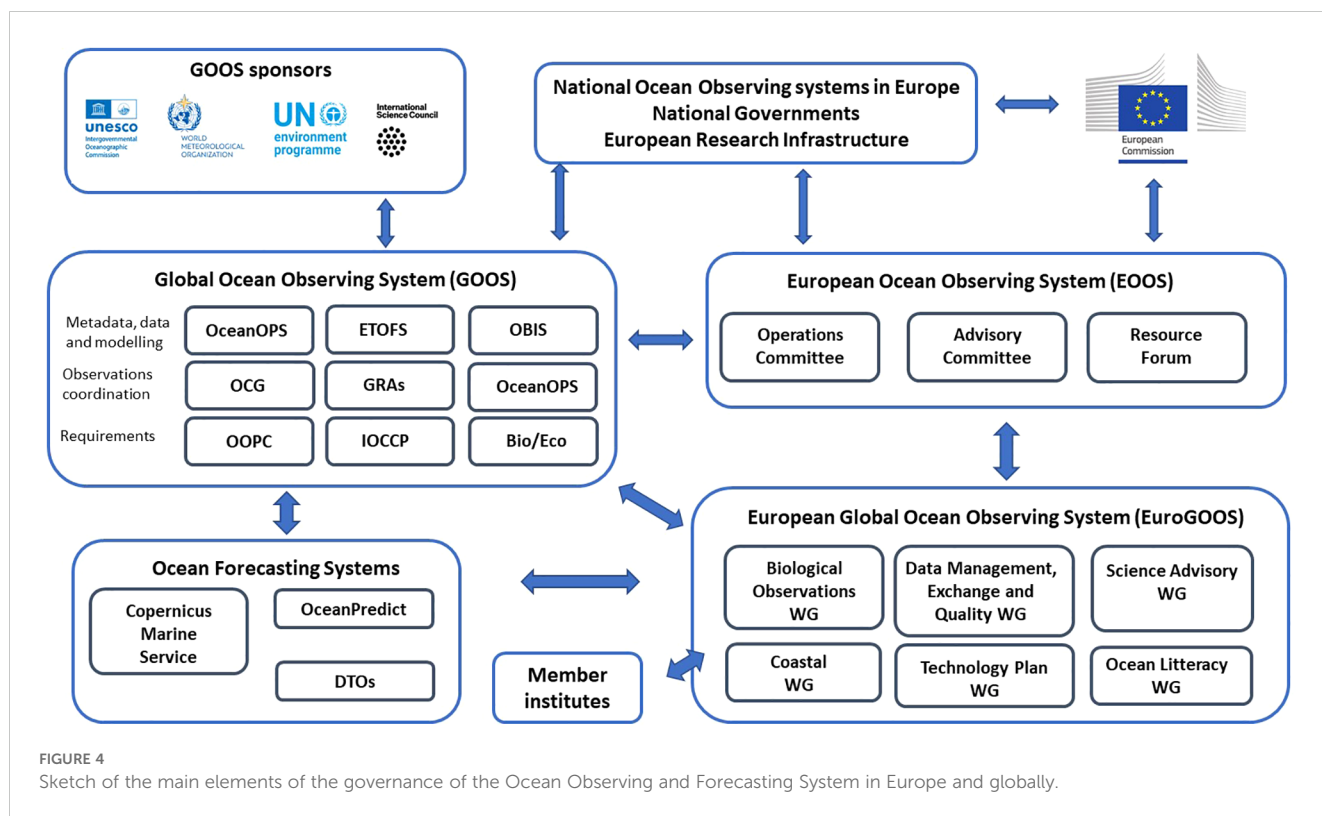 GOOS sponsors
unesco
Intergovernmental
Oceanographic
Commission
WORLD
METEOROLOGICAL
ORGANIZATION
UN
environment
programme
International
Science Council
National Ocean Observing systems in Europe
National Governments
European Research Infrastructure
European
Commission
Global Ocean Observing System (GOOS)
Metadata, data
and modelling
OceanOPS
ETOFS
OBIS
Observations
coordination
OCG
GRAs
OceanOPS
Requirements
OOPC
IOCCP
Bio/Eco
European Ocean Observing System (EOOS)
Operations
Committee
Advisory
Committee
Resource
Forum
Ocean Forecasting Systems
Copernicus
Marine
Service
OceanPredict
DTOs
Member
institutes
European Global Ocean Observing System (EuroGOOS)
Biological
Observations
WG
Data Management,
Exchange and
Quality WG
Science Advisory
WG
Coastal
WG
Technology Plan
WG
Ocean Litteracy
WG
FIGURE 4
Sketch of the main elements of the governance of the Ocean Observing and Forecasting System in Europe and globally.